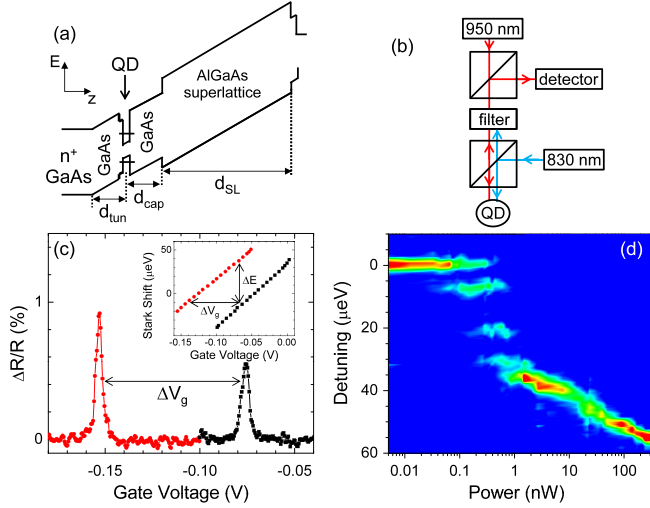 (a)
E
z
QD
AlGaAs
superlattice
GaAs
GaAs
n+
GaAs
dtun
dcap
dSL
(b)
950 nm
detector
filter
830 nm
QD
(c)
ΔR/R (%)
1
0
-0.15
-0.10
-0.05
Gate Voltage (V)
ΔVg
Stark Shift (μeV)
50
0
-0.15
-0.10
-0.05
0.00
Gate Voltage (V)
ΔE
ΔVg
(d)
Detuning (μeV)
0
20
40
60
0.01
0.1
1
10
100
Power (nW)